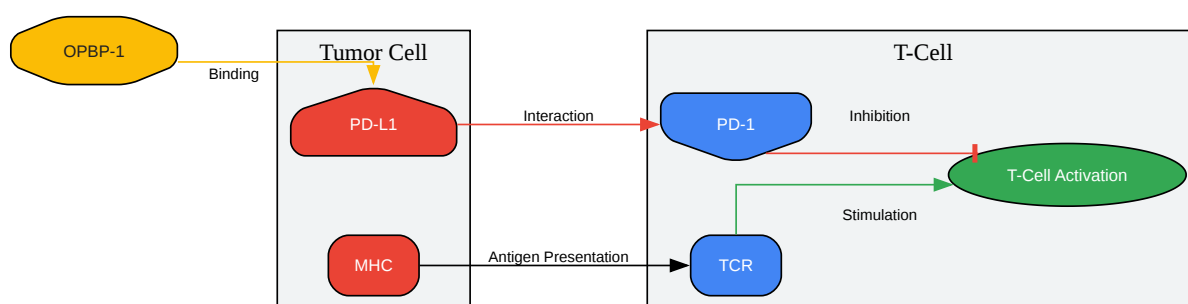 Tumor Cell
T-Cell
OPBP-1
Binding
PD-L1
Interaction
PD-1
Inhibition
T-Cell Activation
Stimulation
MHC
Antigen Presentation
TCR